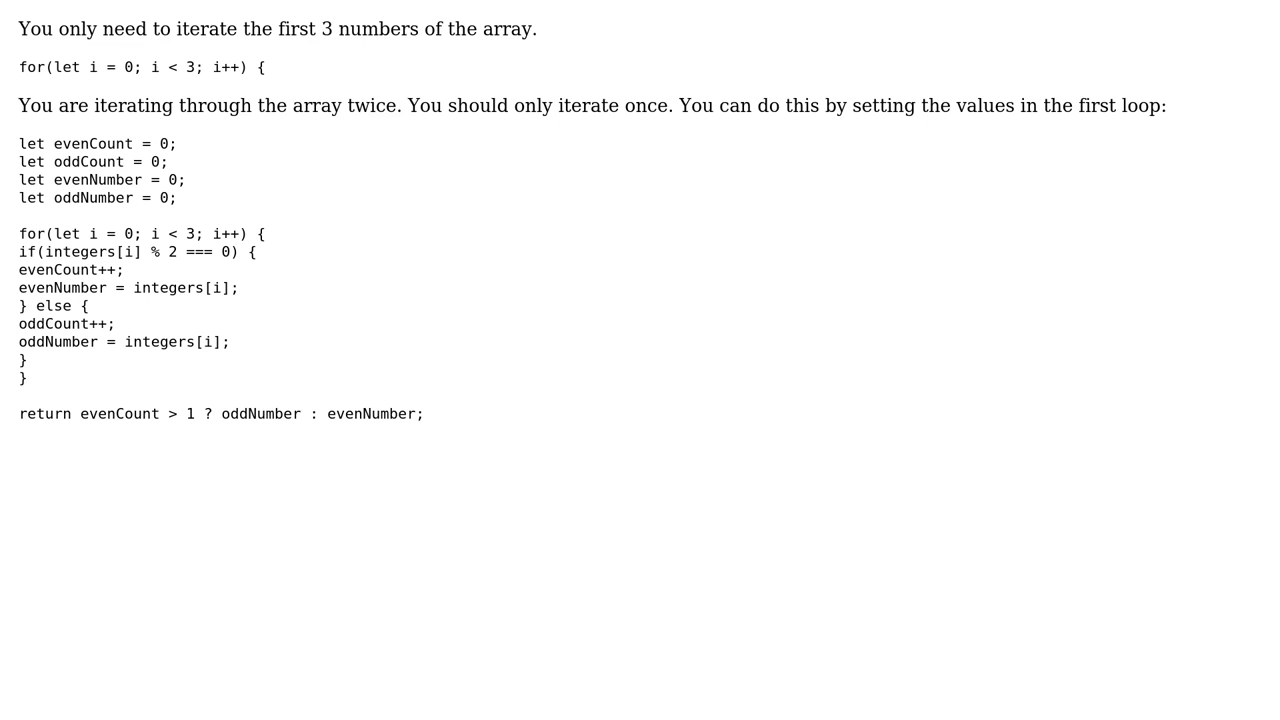 You only need to iterate the first 3 numbers of the array.
for(let i = 0; i < 3; i++) {
You are iterating through the array twice. You should only iterate once. You can do this by setting the values in the first loop:
let evenCount = 0;
let oddCount = 0;
let evenNumber = 0;
let oddNumber = 0;
for(let i = 0; i < 3; i++) {
if(integers[i] % 2 === 0) {
evenCount++;
evenNumber = integers[i];
} else {
oddCount++;
oddNumber = integers[i];
}
}
return evenCount > 1 ? oddNumber : evenNumber;